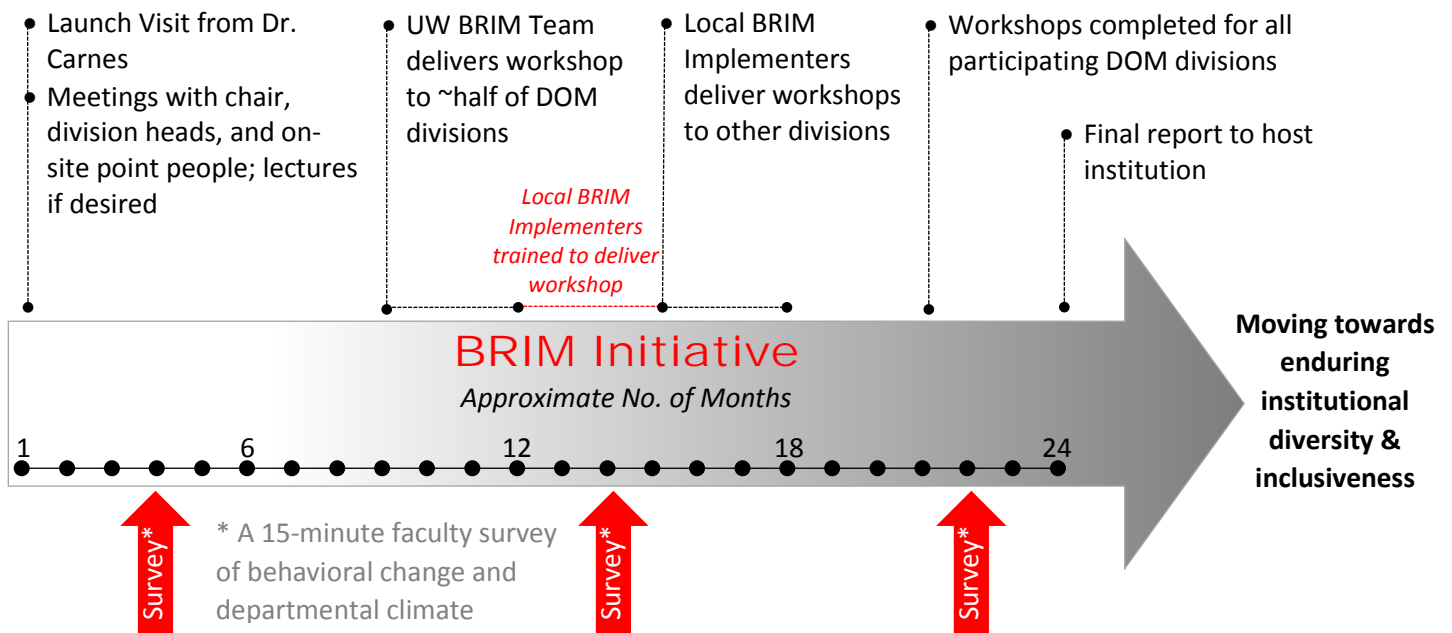 Launch Visit from Dr.
Carnes
Meetings with chair,
division heads, and on-
site point people; lectures
if desired
UW BRIM Team
delivers workshop
to ~half of DOM
divisions
Local BRIM
Implementers
trained to deliver
workshop
Local BRIM
Implementers
deliver workshops
to other divisions
Workshops completed for all
participating DOM divisions
Final report to host
institution
BRIM Initiative
Approximate No. of Months
1
6
12
18
24
Moving towards
enduring
institutional
diversity &
inclusiveness
Survey*
* A 15-minute faculty survey
of behavioral change and
departmental climate
Survey*
Survey*